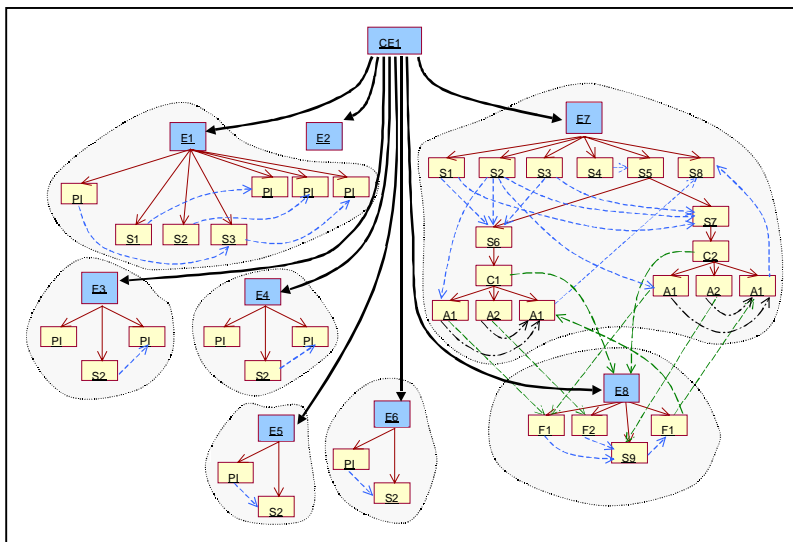 CE1
E1
E2
E7
PI
PI
PI
PI
S1
S2
S3
S1
S2
S3
S4
S5
S8
S7
S6
C2
C1
A1
A2
A1
A1
A2
A1
E3
E4
PI
PI
PI
PI
S2
S2
E8
E5
E6
F1
F2
F1
S9
PI
PI
S2
S2